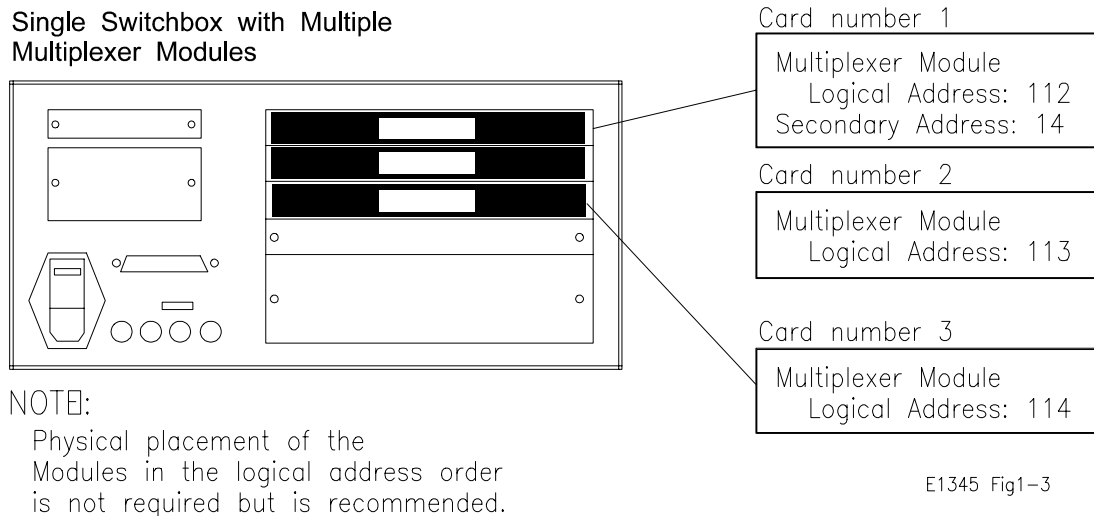 Single Switchbox with Multiple
Multiplexer Modules
Card number 1
Multiplexer Module
Logical Address: 112
Secondary Address: 14
Card number 2
Multiplexer Module
Logical Address: 113
Card number 3
Multiplexer Module
Logical Address: 114
NOTE:
Physical placement of the
Modules in the logical address order
is not required but is recommended.
E1345 Fig1-3